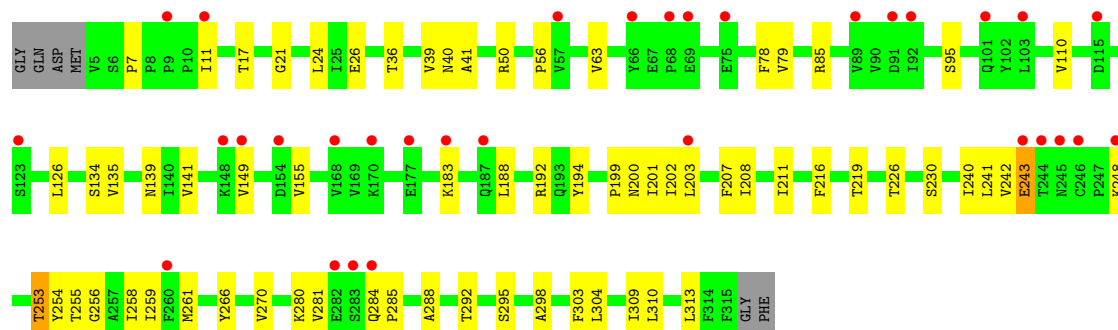 GLY GLN ASP MET V5 S6 P7 P8 P9 P10 I11 T17 G21 L24 I25 E26 T36 V39 N40 A41 R50 P56 V57 V63 Y66 E67 P68 E69 E75 F78 V79 R85 V89 V90 D91 I92 S95 Q101 Y102 L103 V110 D115
S123 L126 S134 V135 N139 I140 V141 K148 V149 D154 V155 V168 V169 K170 E177 K183 Q187 L188 R192 Q193 Y194 P199 N200 I201 I202 L203 F207 I208 I211 F216 T219 T226 S230 I240 L241 V242 E243 T244 N245 C246 P247 K248
T253 Y254 T255 G256 A257 I258 I259 F260 M261 Y266 V270 K280 V281 E282 S283 Q284 P285 A288 T292 S295 A298 F303 L304 I309 L310 L313 F314 F315 GLY PHE